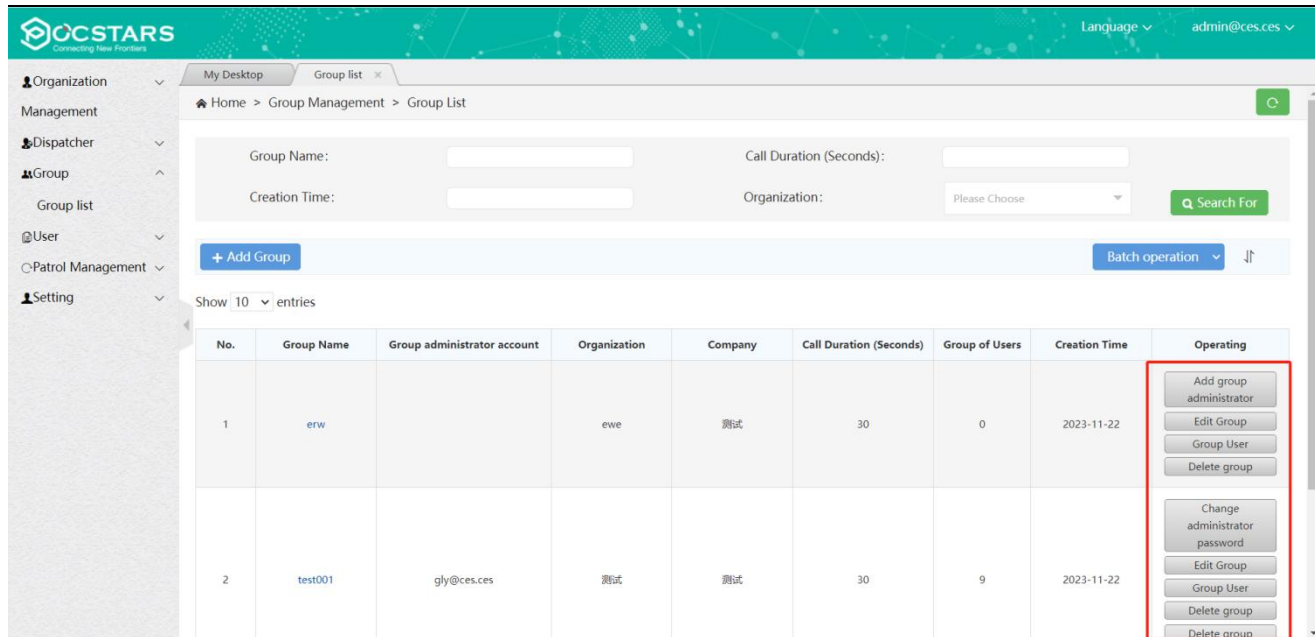 POCSTARS
Connecting New Frontiers
Language
admin@ces.ces
Organization
Management
Dispatcher
Group
Group list
User
Patrol Management
Setting
My Desktop
Group list ×
Home > Group Management > Group List
Group Name:
Call Duration (Seconds):
Creation Time:
Organization:
Please Choose
Search For
+ Add Group
Batch operation
Show 10 entries
No. Group Name Group administrator account Organization Company Call Duration (Seconds) Group of Users Creation Time Operating
1 erw ewe 测试 30 0 2023-11-22
Add group
administrator
Edit Group
Group User
Delete group
2 test001 gly@ces.ces 测试 测试 30 9 2023-11-22
Change
administrator
password
Edit Group
Group User
Delete group
Delete group